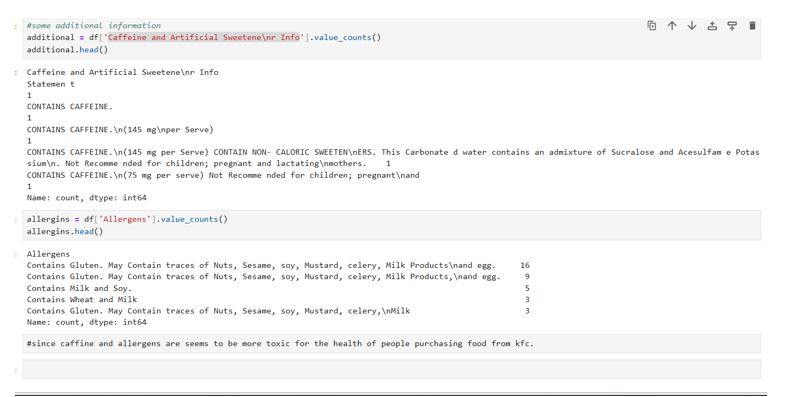 #some additional information
additional = df['Caffeine and Artificial Sweetene\nr Info'].value_counts()
additional.head()
Caffeine and Artificial Sweetene\nr Info
Statemen t
1
CONTAINS CAFFEINE.
1
CONTAINS CAFFEINE.\n(145 mg\nper Serve)
1
CONTAINS CAFFEINE.\n(145 mg per Serve) CONTAIN NON- CALORIC SWEETEN\nERS. This Carbonate d water contains an admixture of Sucralose and Acesulfam e Potas
sium\n. Not Recomme nded for children; pregnant and lactating\nmothers.    1
CONTAINS CAFFEINE.\n(75 mg per serve) Not Recomme nded for children; pregnant\nand
1
Name: count, dtype: int64
allergins = df['Allergens'].value_counts()
allergins.head()
Allergens
Contains Gluten. May Contain traces of Nuts, Sesame, soy, Mustard, celery, Milk Products\nand egg.     16
Contains Gluten. May Contain traces of Nuts, Sesame, soy, Mustard, celery, Milk Products,\nand egg.     9
Contains Milk and Soy.     5
Contains Wheat and Milk     3
Contains Gluten. May Contain traces of Nuts, Sesame, soy, Mustard, celery,\nMilk     3
Name: count, dtype: int64
#since caffine and allergens are seems to be more toxic for the health of people purchasing food from kfc.